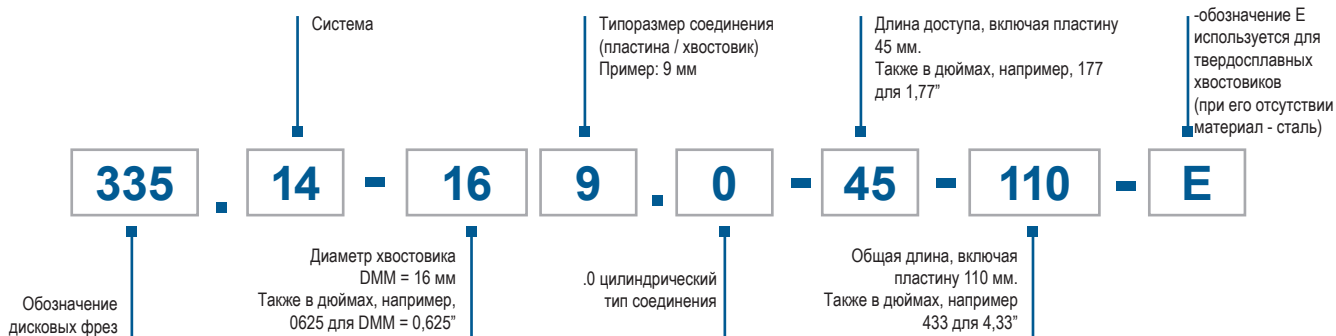 Система
Типоразмер соединения
(пластина / хвостовик)
Пример: 9 мм
Длина доступа, включая пластину
45 мм.
Также в дюймах, например, 177
для 1,77”
-обозначение E
используется для
твердосплавных
хвостовиков
(при его отсутствии
материал - сталь)
335 . 14 - 16 9 . 0 - 45 - 110 - E
Обозначение
дисковых фрез
Диаметр хвостовика
DMM = 16 мм
Также в дюймах, например,
0625 для DMM = 0,625”
.0 цилиндрический
тип соединения
Общая длина, включая
пластину 110 мм.
Также в дюймах, например
433 для 4,33”